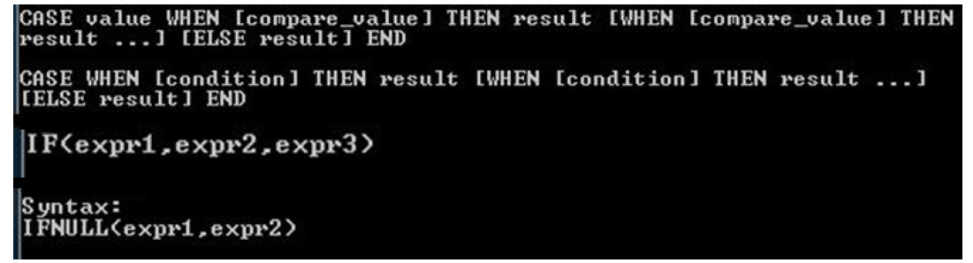 CASE value WHEN [compare_value] THEN result [WHEN [compare_value] THEN
result ...] [ELSE result] END
CASE WHEN [condition] THEN result [WHEN [condition] THEN result ...]
[ELSE result] END
IF(expr1,expr2,expr3)
Syntax:
IFNULL(expr1,expr2)